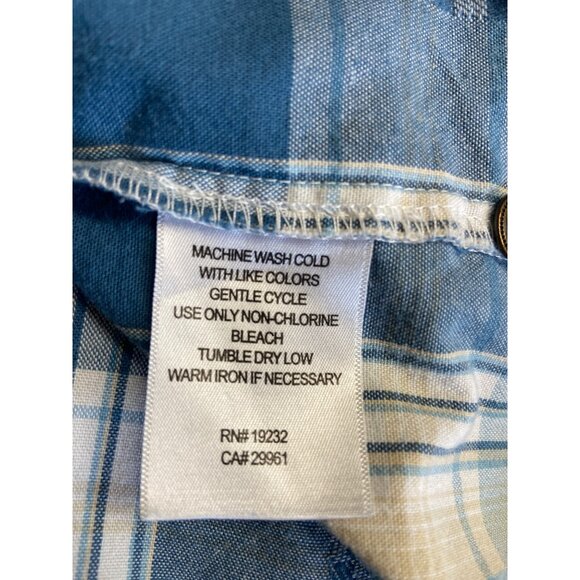 MACHINE WASH COLD
WITH LIKE COLORS
GENTLE CYCLE
USE ONLY NON-CHLORINE
BLEACH
TUMBLE DRY LOW
WARM IRON IF NECESSARY
RN# 19232
CA# 29961